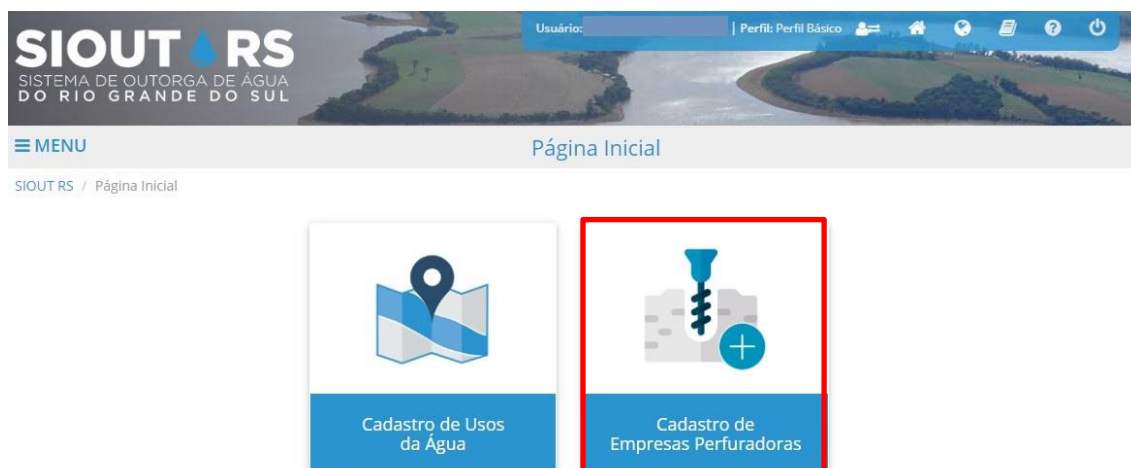 SIOUT RS
SISTEMA DE OUTORGA DE ÁGUA
DO RIO GRANDE DO SUL
Usuário: | Perfil: Perfil Básico
MENU
Página Inicial
SIOUT RS / Página Inicial
Cadastro de Usos
da Água
Cadastro de
Empresas Perfuradoras